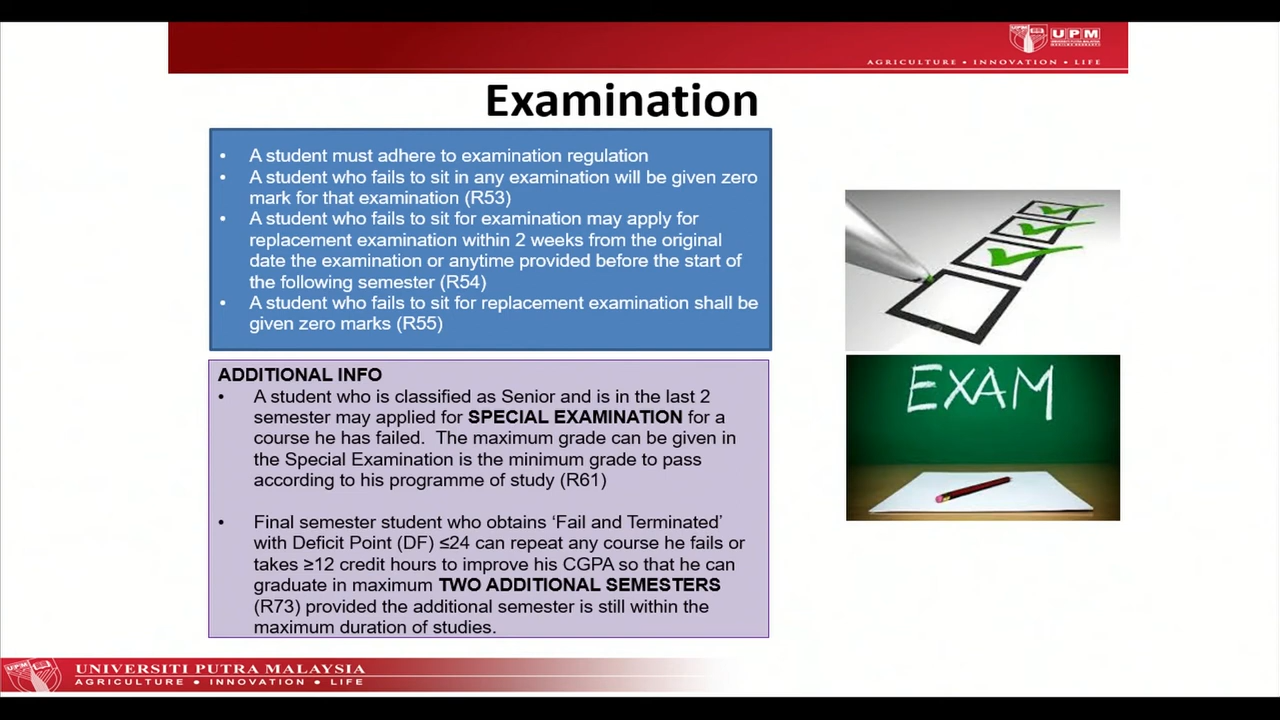 UPM
AGRICULTURE • INNOVATION • LIFE
Examination
• A student must adhere to examination regulation
• A student who fails to sit in any examination will be given zero
mark for that examination (R53)
• A student who fails to sit for examination may apply for
replacement examination within 2 weeks from the original
date the examination or anytime provided before the start of
the following semester (R54)
• A student who fails to sit for replacement examination shall be
given zero marks (R55)
ADDITIONAL INFO
• A student who is classified as Senior and is in the last 2
semester may applied for SPECIAL EXAMINATION for a
course he has failed. The maximum grade can be given in
the Special Examination is the minimum grade to pass
according to his programme of study (R61)
• Final semester student who obtains ‘Fail and Terminated’
with Deficit Point (DF) ≤24 can repeat any course he fails or
takes ≥12 credit hours to improve his CGPA so that he can
graduate in maximum TWO ADDITIONAL SEMESTERS
(R73) provided the additional semester is still within the
maximum duration of studies.
EXAM
UNIVERSITI PUTRA MALAYSIA
AGRICULTURE • INNOVATION • LIFE